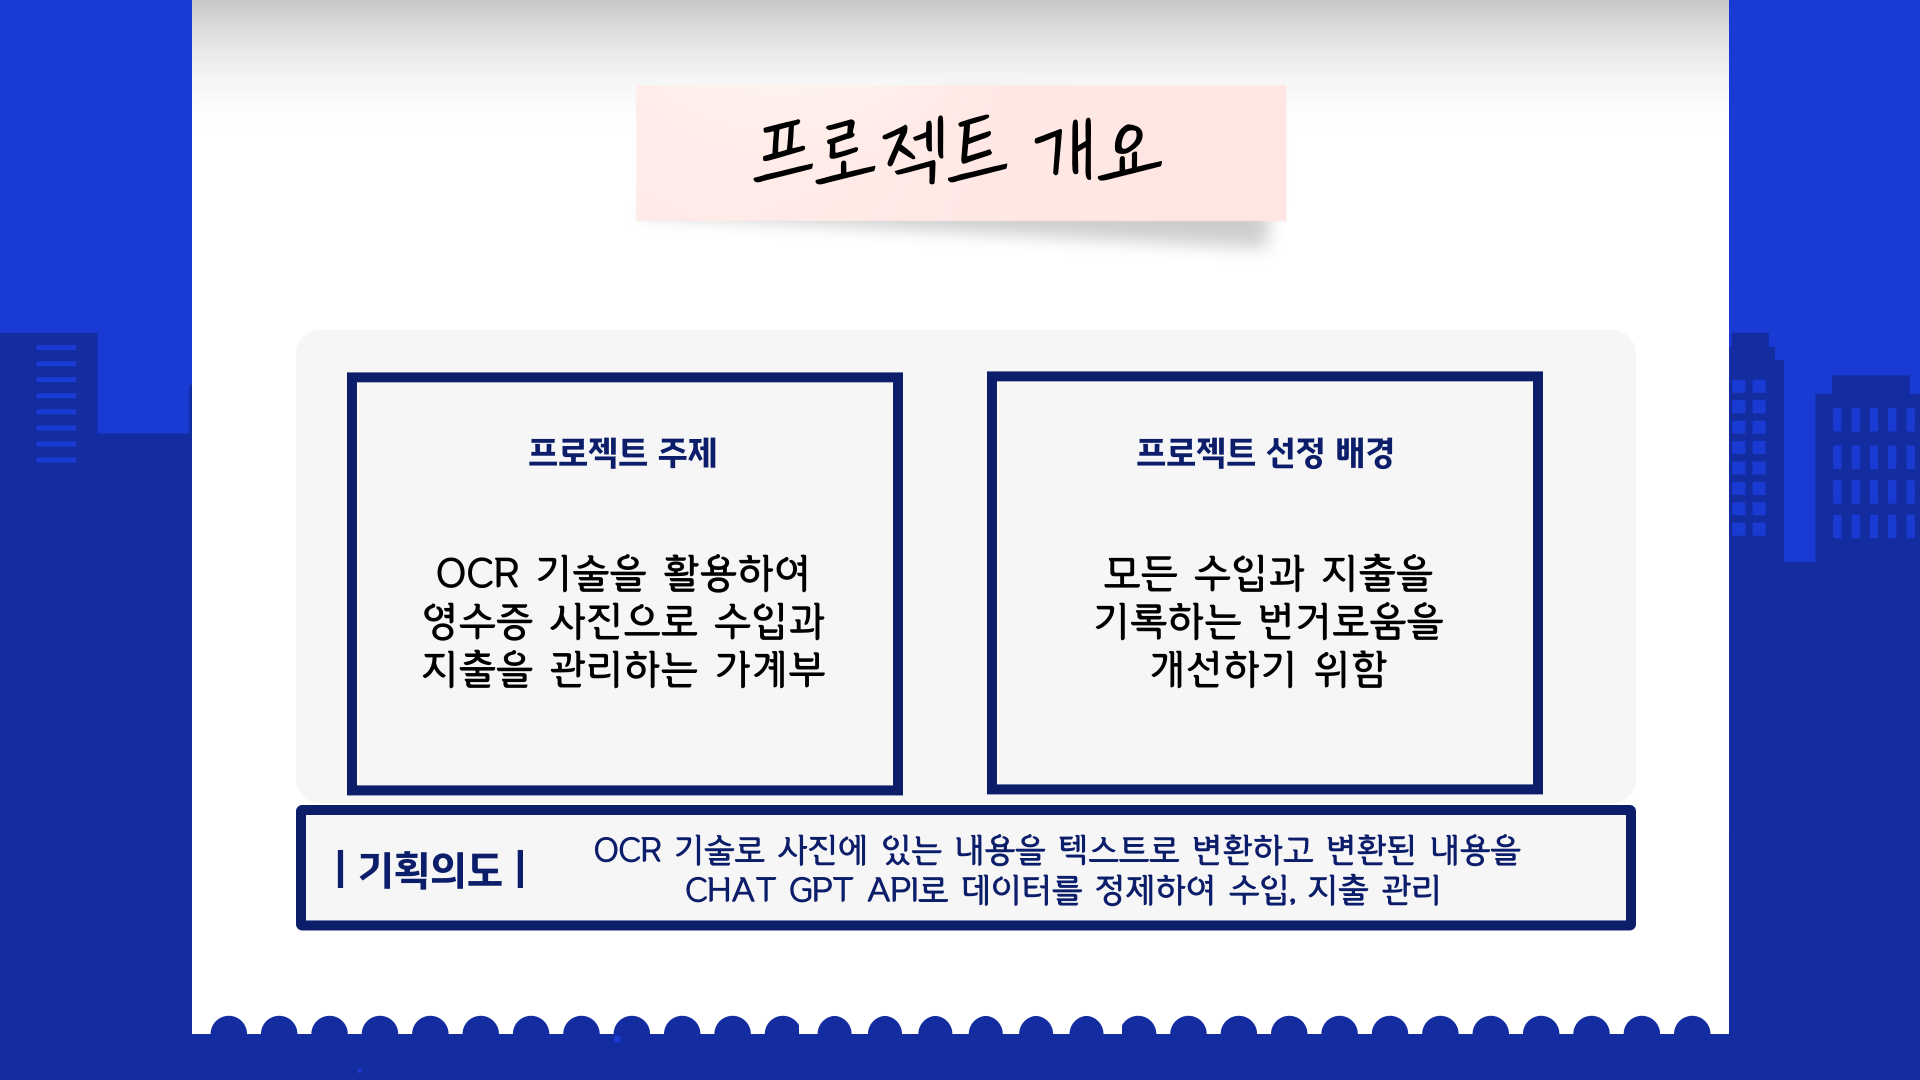 프로젝트 개요
프로젝트 주제
OCR 기술을 활용하여
영수증 사진으로 수입과
지출을 관리하는 가계부
프로젝트 선정 배경
모든 수입과 지출을
기록하는 번거로움을
개선하기 위함
| 기획의도 |
OCR 기술로 사진에 있는 내용을 텍스트로 변환하고 변환된 내용을
CHAT GPT API로 데이터를 정제하여 수입, 지출 관리